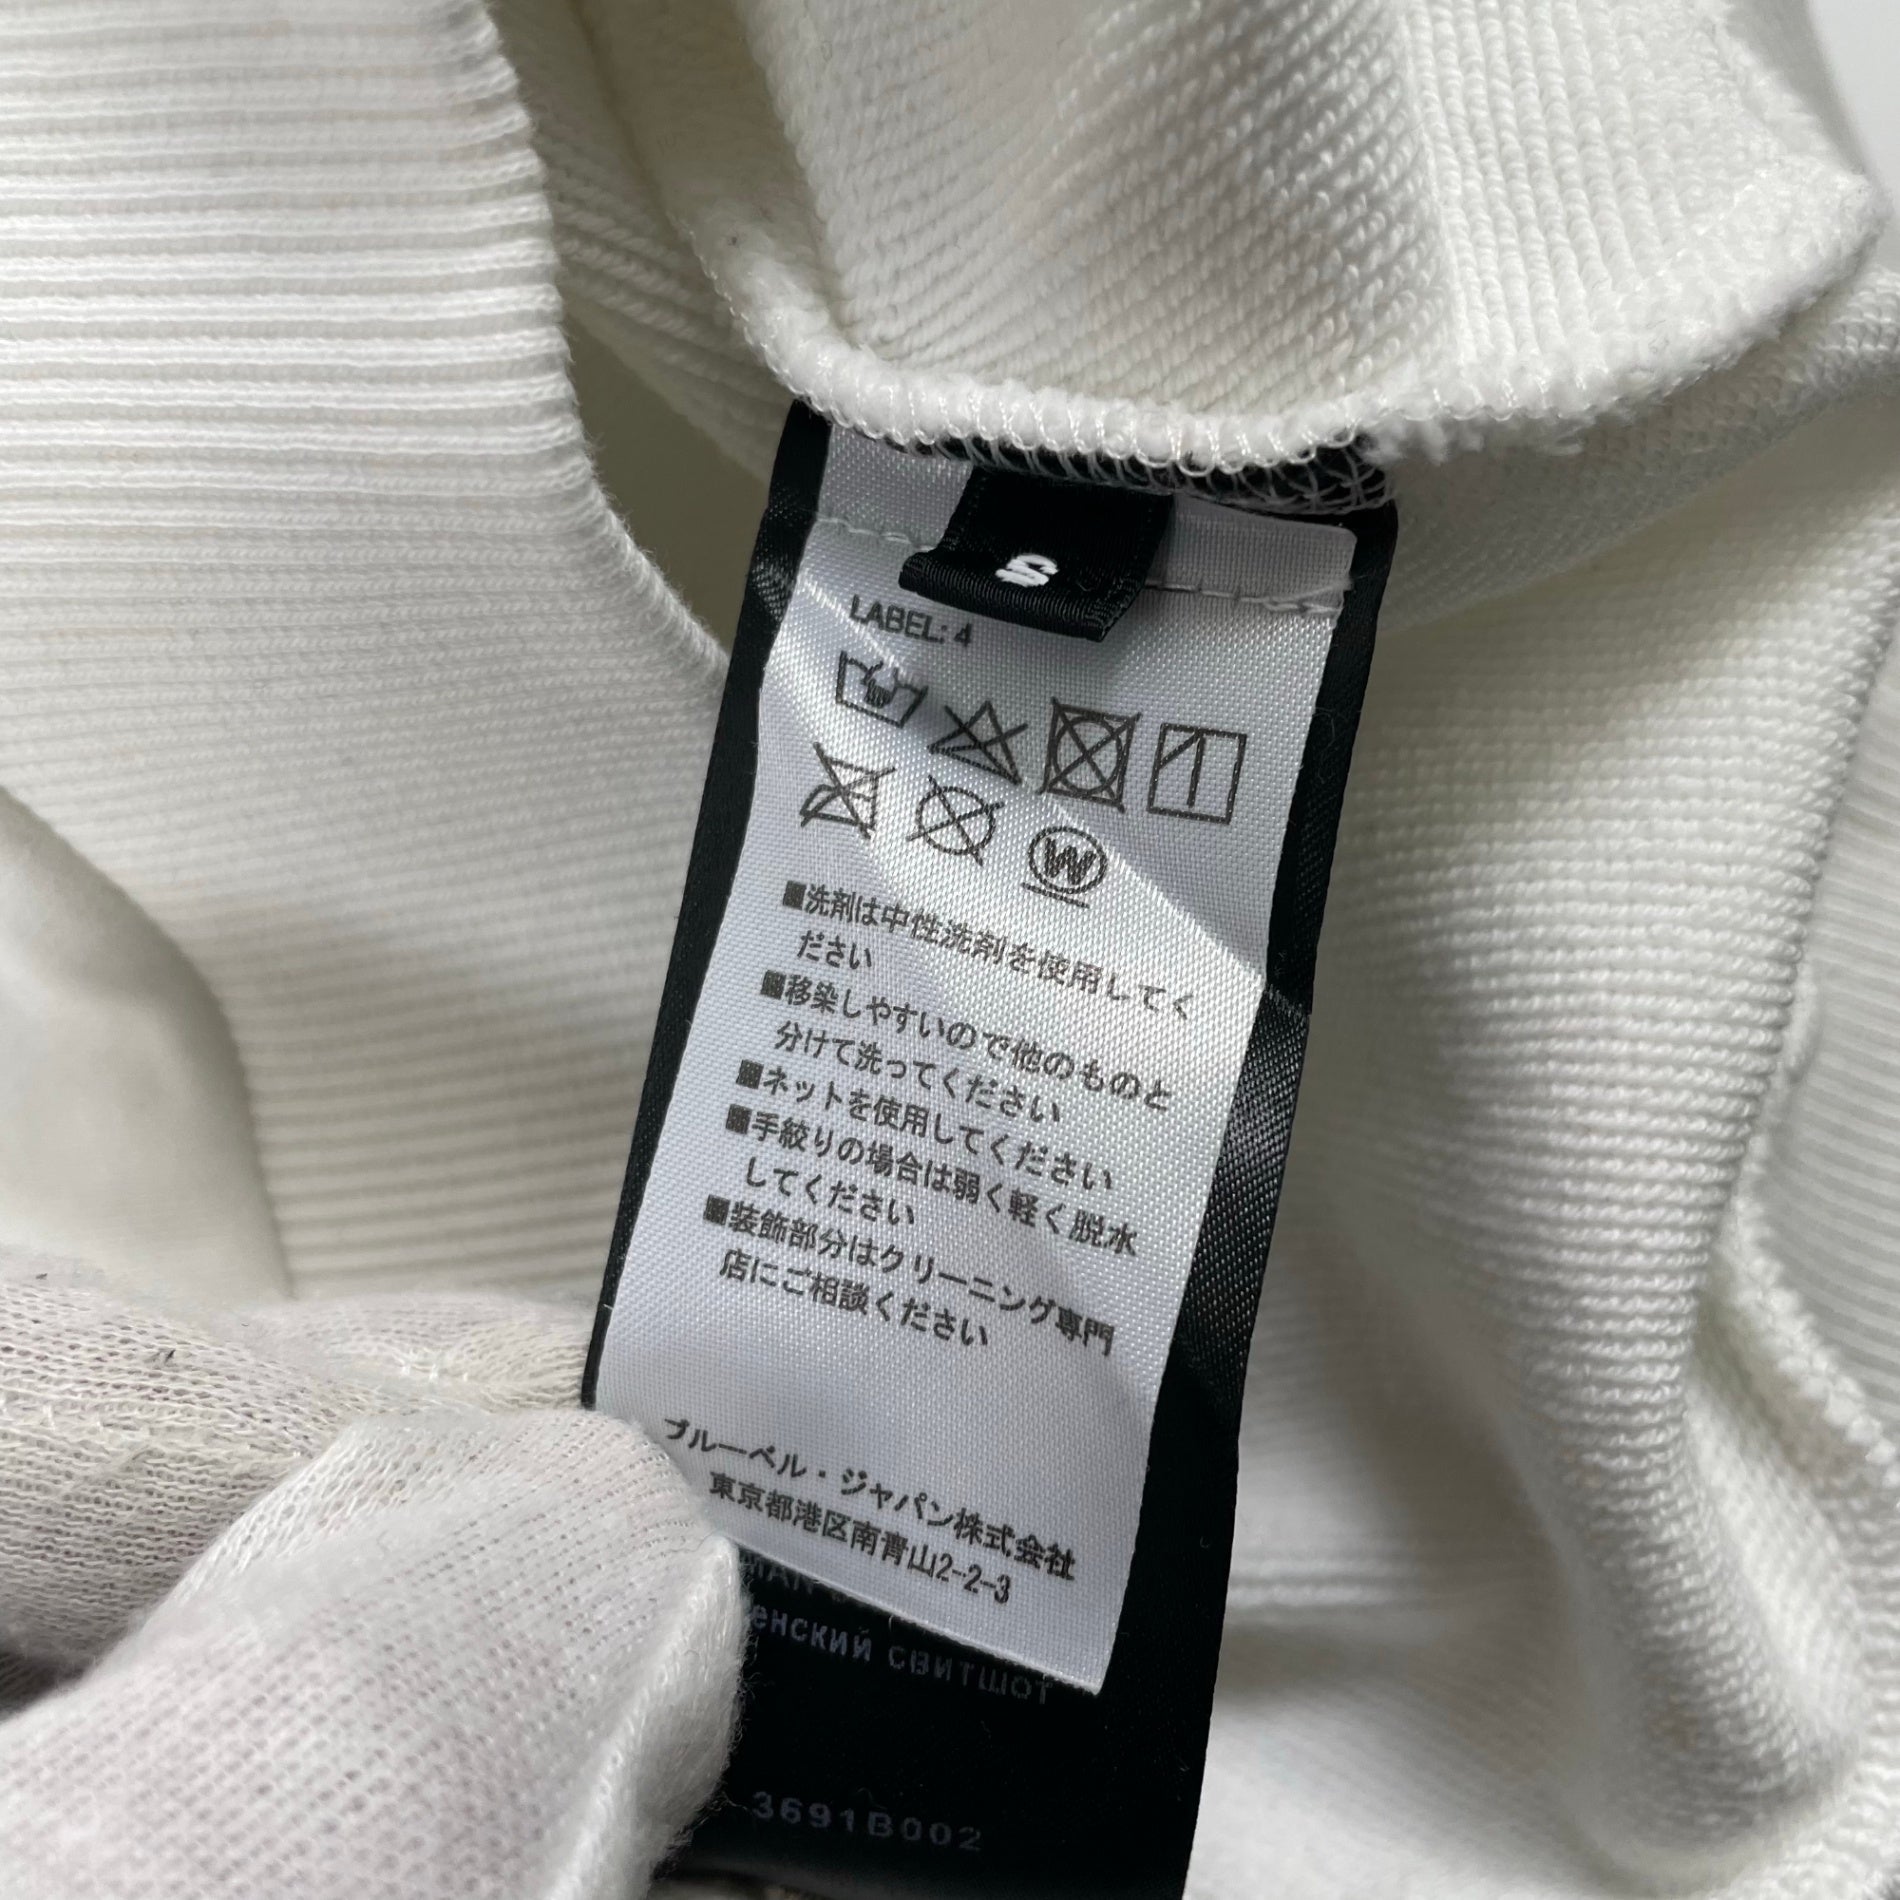 S
LABEL: 4
W
■洗剤は中性洗剤を使用してく
ださい
■移染しやすいので他のものと
分けて洗ってください
■ネットを使用してください
■手絞りの場合は弱く軽く脱水
してください
■装飾部分はクリーニング専門
店にご相談ください
ブルーベル・ジャパン株式会社
東京都港区南青山2-2-3
СВИТШОТ
3691B002